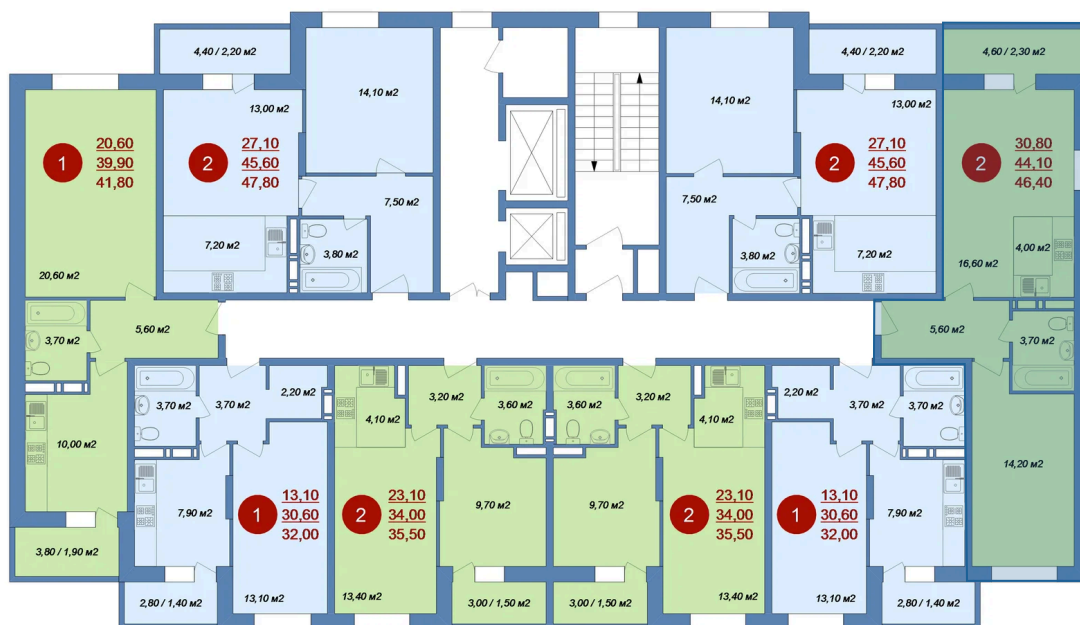 4,40 / 2,20 м2
14,10 м2
13,00 м2
2
27,10
45,60
47,80
7,20 м2
7,50 м2
3,80 м2
1
20,60
39,90
41,80
20,60 м2
3,70 м2
5,60 м2
10,00 м2
3,80 / 1,90 м2
14,10 м2
4,40 / 2,20 м2
13,00 м2
2
27,10
45,60
47,80
7,50 м2
3,80 м2
7,20 м2
4,60 / 2,30 м2
2
30,80
44,10
46,40
4,00 м2
16,60 м2
5,60 м2
3,70 м2
14,20 м2
3,70 м2
3,70 м2
2,20 м2
7,90 м2
1
13,10
30,60
32,00
13,10 м2
2,80 / 1,40 м2
4,10 м2
3,20 м2
3,60 м2
2
23,10
34,00
35,50
9,70 м2
13,40 м2
3,00 / 1,50 м2
3,60 м2
3,20 м2
4,10 м2
9,70 м2
2
23,10
34,00
35,50
3,00 / 1,50 м2
13,40 м2
2,20 м2
3,70 м2
3,70 м2
1
13,10
30,60
32,00
7,90 м2
13,10 м2
2,80 / 1,40 м2